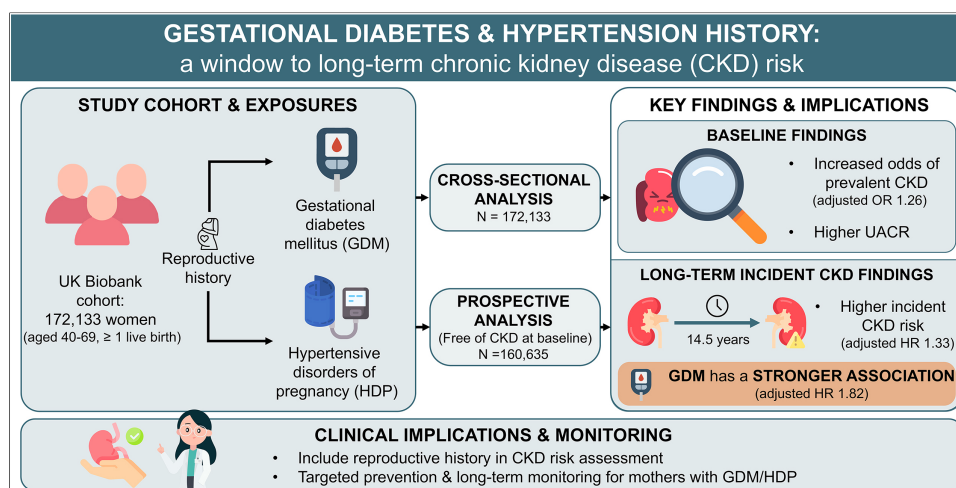 GESTATIONAL DIABETES & HYPERTENSION HISTORY:
a window to long-term chronic kidney disease (CKD) risk
STUDY COHORT & EXPOSURES
UK Biobank
cohort:
172,133 women
(aged 40-69, ≥ 1 live birth)
Reproductive
history
Gestational
diabetes
mellitus (GDM)
Hypertensive
disorders of
pregnancy (HDP)
CROSS-SECTIONAL
ANALYSIS
N = 172,133
PROSPECTIVE
ANALYSIS
(Free of CKD at baseline)
N =160,635
KEY FINDINGS & IMPLICATIONS
BASELINE FINDINGS
• Increased odds of
prevalent CKD
(adjusted OR 1.26)
• Higher UACR
LONG-TERM INCIDENT CKD FINDINGS
14.5 years
• Higher incident
CKD risk
(adjusted HR 1.33)
GDM has a STRONGER ASSOCIATION
(adjusted HR 1.82)
CLINICAL IMPLICATIONS & MONITORING
• Include reproductive history in CKD risk assessment
• Targeted prevention & long-term monitoring for mothers with GDM/HDP